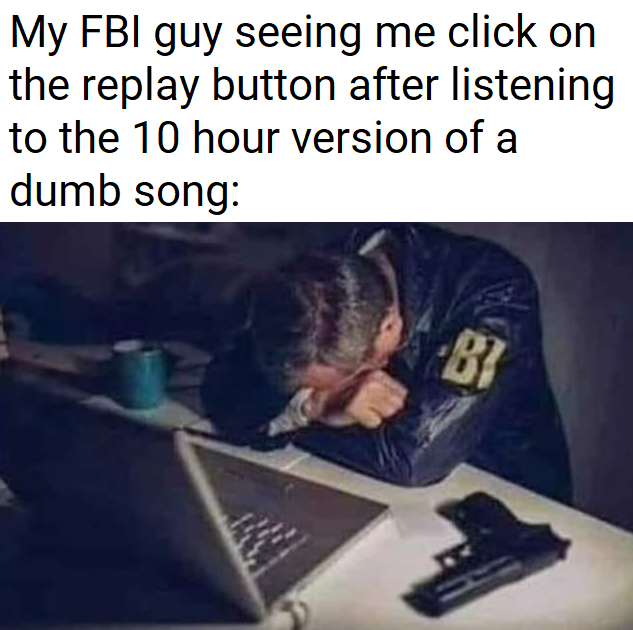 My FBI guy seeing me click on
the replay button after listening
to the 10 hour version of a
dumb song:
BI